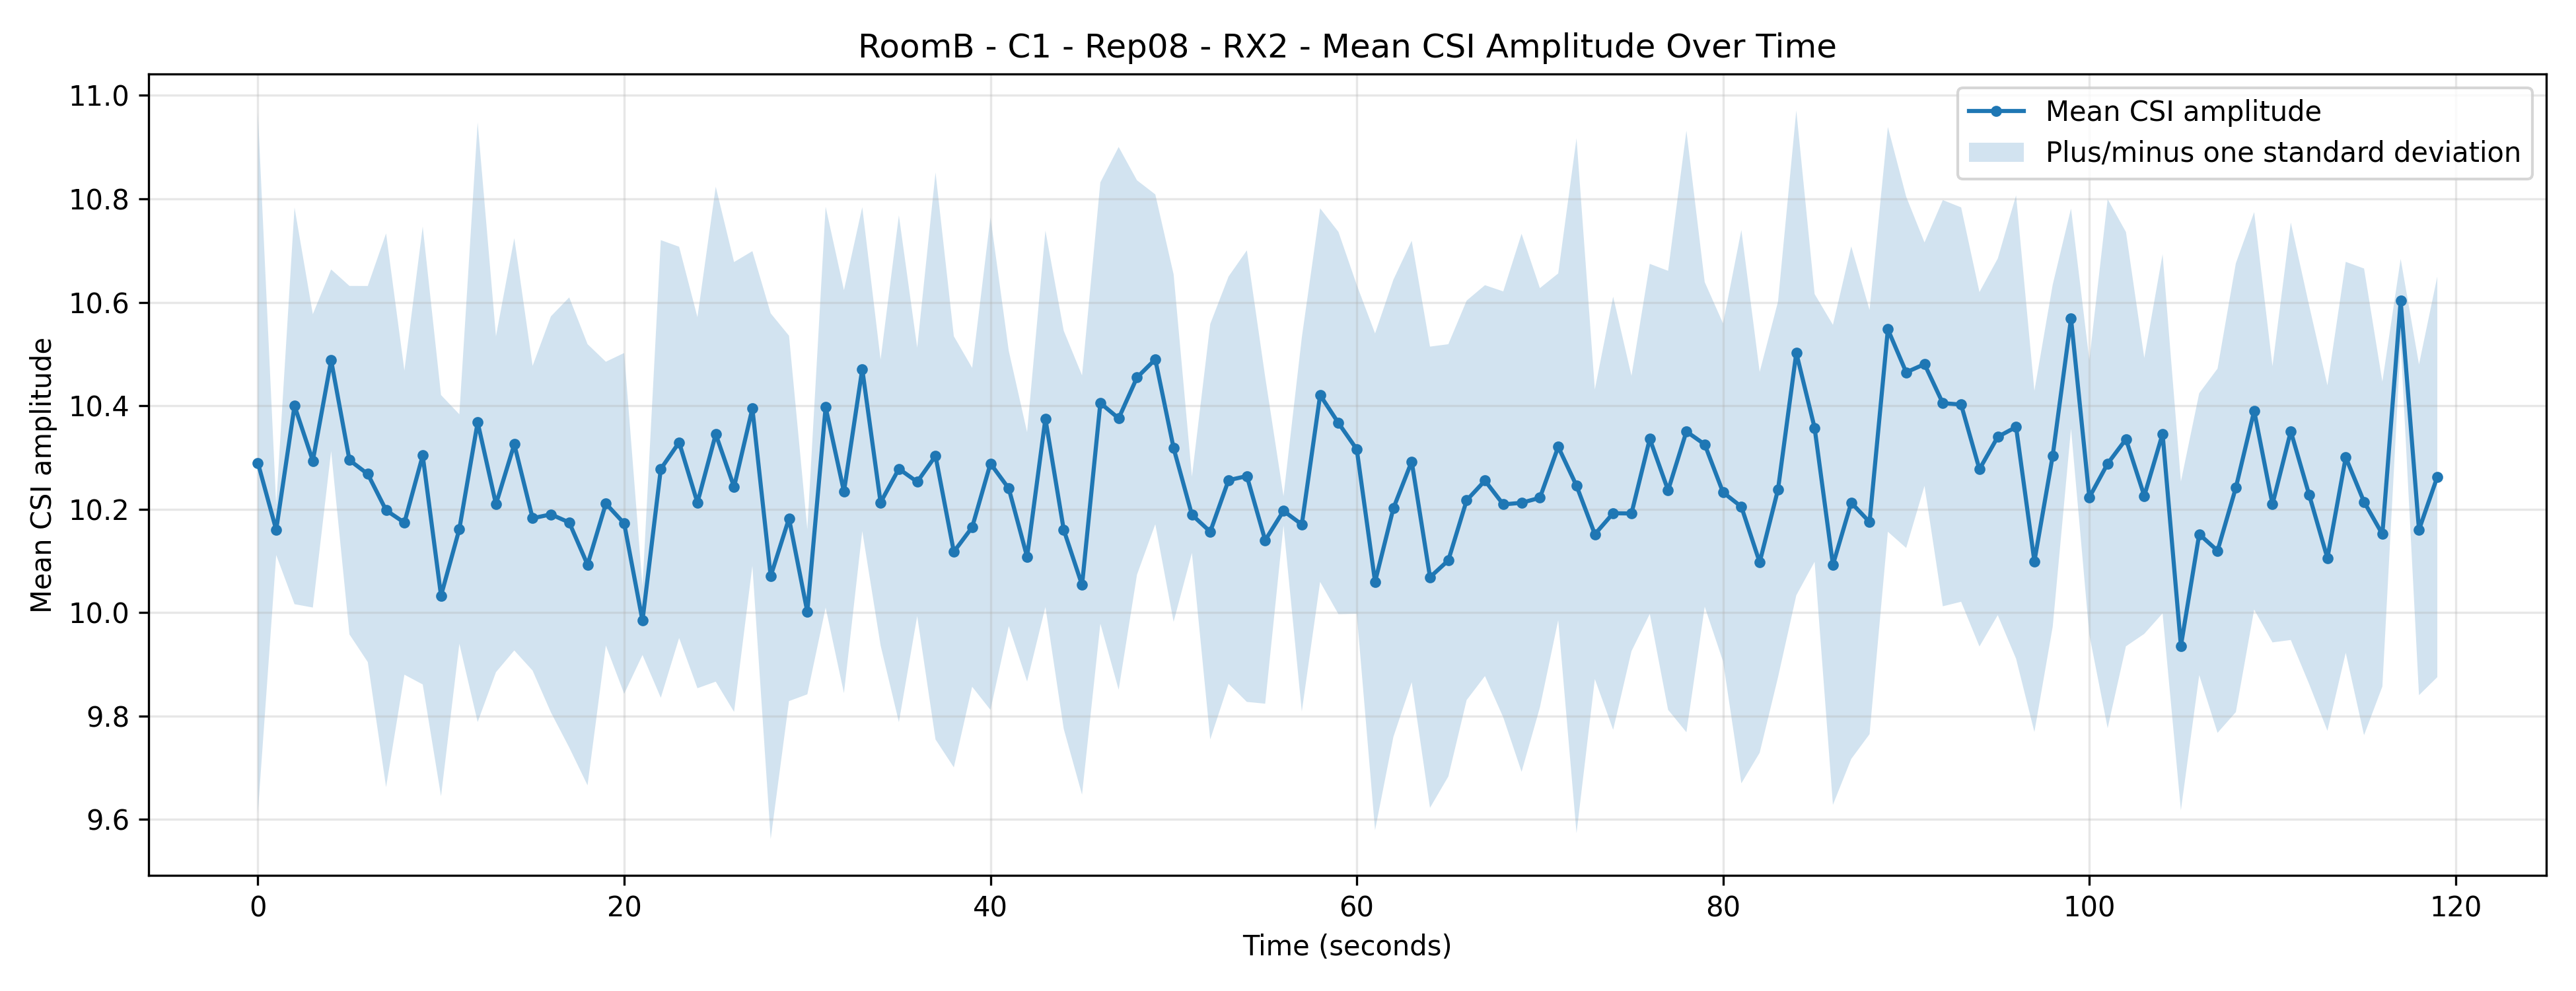 RoomB - C1 - Rep08 - RX2 - Mean CSI Amplitude Over Time
Mean CSI amplitude
Plus/minus one standard deviation
Mean CSI amplitude
11.0
10.8
10.6
10.4
10.2
10.0
9.8
9.6
0 20 40 60 80 100 120
Time (seconds)